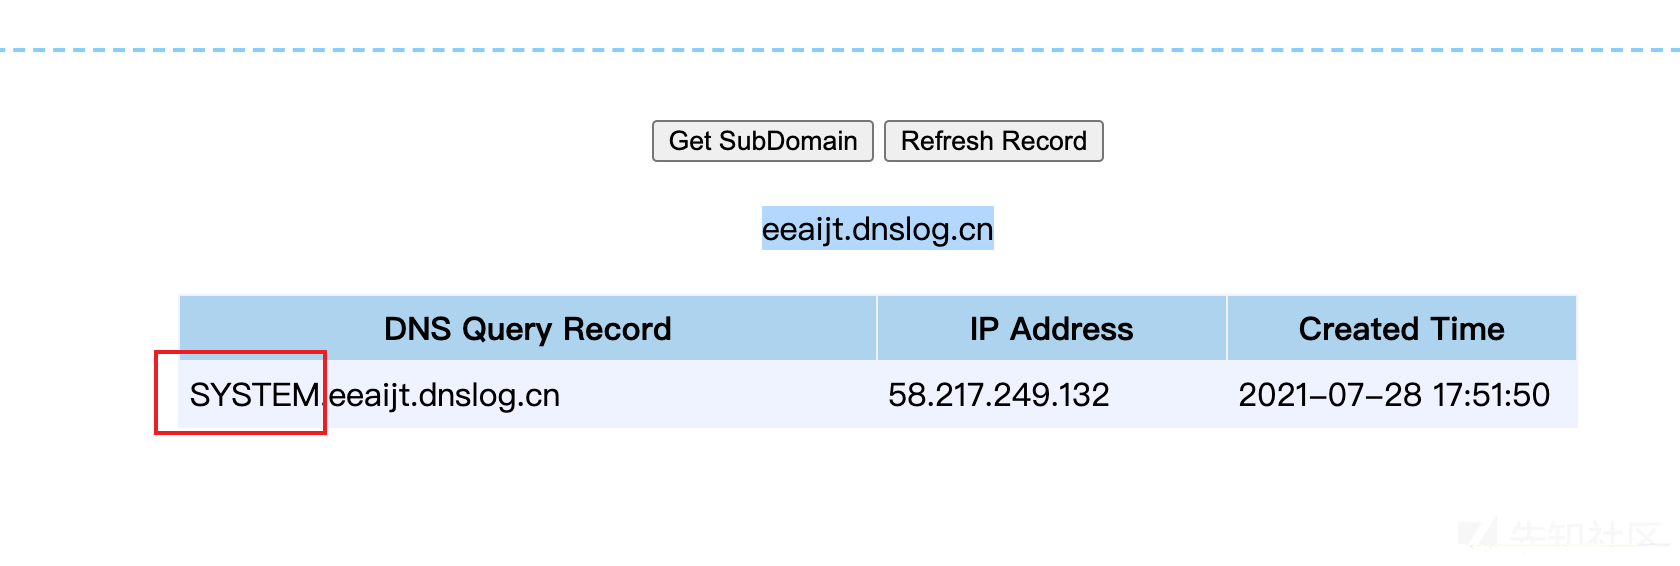 Get SubDomain Refresh Record
eeaijt.dnslog.cn
DNS Query Record IP Address Created Time
SYSTEM.eeaijt.dnslog.cn 58.217.249.132 2021-07-28 17:51:50
先知社区